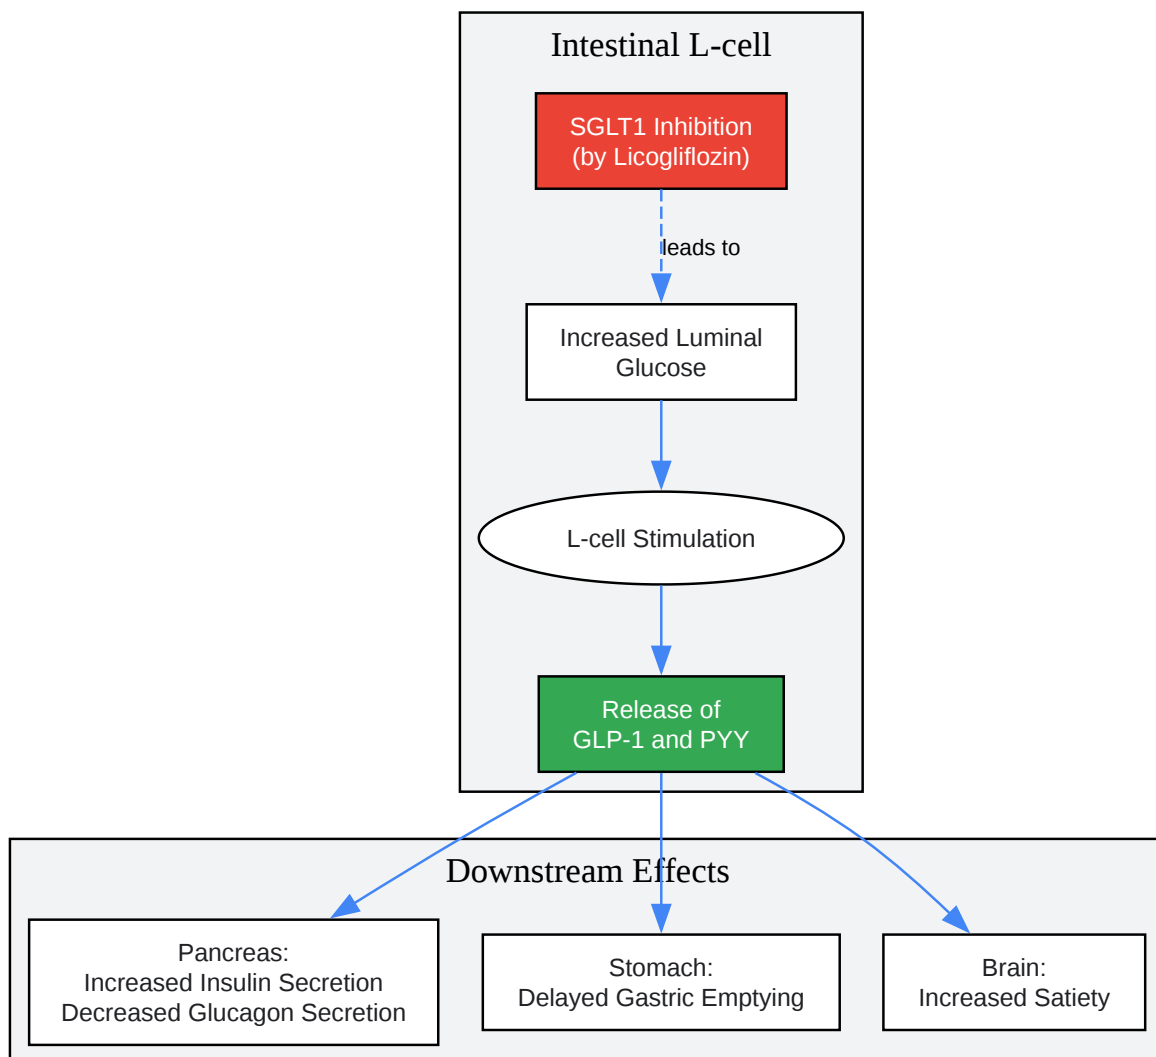 Intestinal L-cell
SGLT1 Inhibition
(by Licogliflozin)
leads to
Increased Luminal
Glucose
L-cell Stimulation
Release of
GLP-1 and PYY
Downstream Effects
Pancreas:
Increased Insulin Secretion
Decreased Glucagon Secretion
Stomach:
Delayed Gastric Emptying
Brain:
Increased Satiety